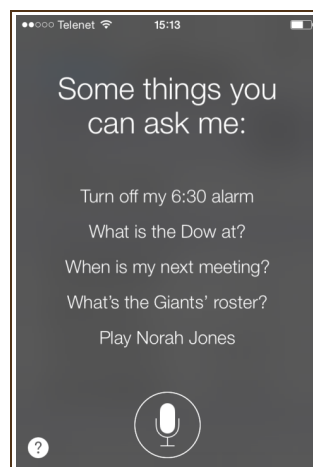 Telenet 15:13
Some things you
can ask me:
Turn off my 6:30 alarm
What is the Dow at?
When is my next meeting?
What's the Giants' roster?
Play Norah Jones
?